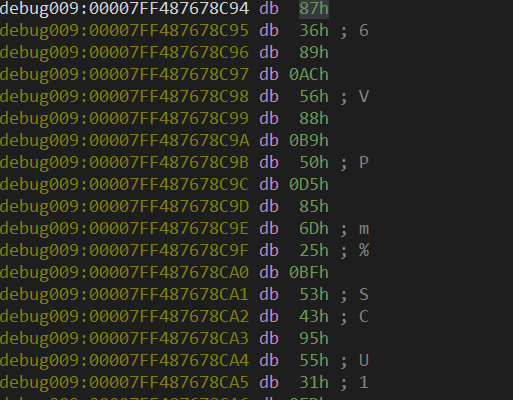 debug009:00007FF487678C94 db 87h
debug009:00007FF487678C95 db 36h ; 6
debug009:00007FF487678C96 db 89h
debug009:00007FF487678C97 db 0ACh
debug009:00007FF487678C98 db 56h ; V
debug009:00007FF487678C99 db 88h
debug009:00007FF487678C9A db 0B9h
debug009:00007FF487678C9B db 50h ; P
debug009:00007FF487678C9C db 0D5h
debug009:00007FF487678C9D db 85h
debug009:00007FF487678C9E db 6Dh ; m
debug009:00007FF487678C9F db 25h ; %
debug009:00007FF487678CA0 db 0BFh
debug009:00007FF487678CA1 db 53h ; S
debug009:00007FF487678CA2 db 43h ; C
debug009:00007FF487678CA3 db 95h
debug009:00007FF487678CA4 db 55h ; U
debug009:00007FF487678CA5 db 31h ; 1